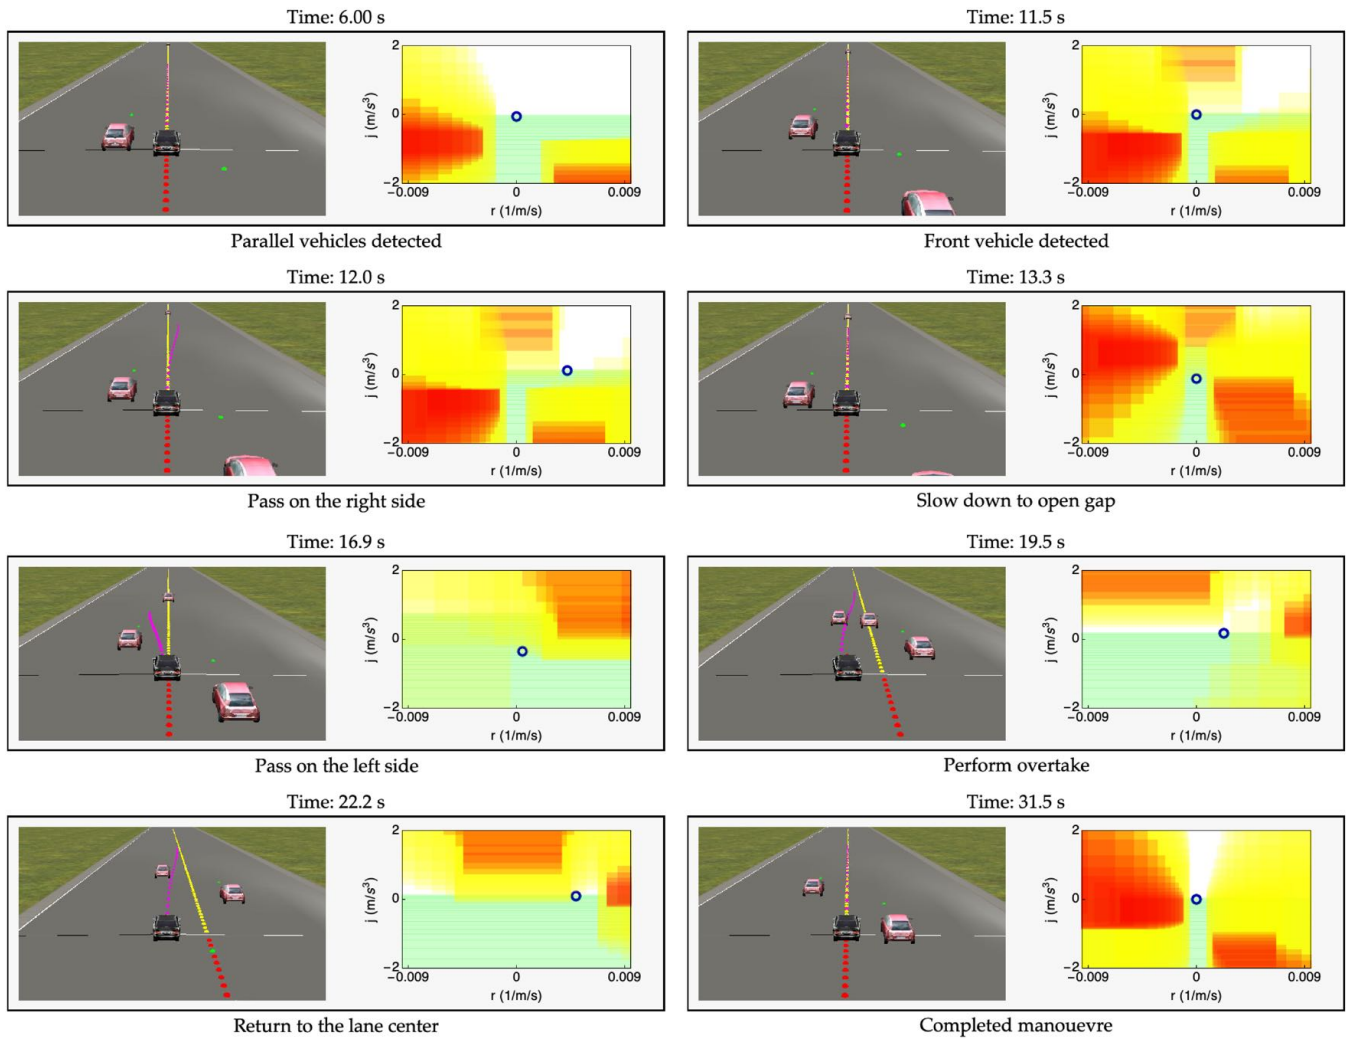 Time: 6.00 s
2
0
−2
j (m/s³)
−0.009
0
0.009
r (1/m/s)
Parallel vehicles detected
Time: 11.5 s
2
0
−2
j (m/s³)
−0.009
0
0.009
r (1/m/s)
Front vehicle detected
Time: 12.0 s
2
0
−2
j (m/s³)
−0.009
0
0.009
r (1/m/s)
Pass on the right side
Time: 13.3 s
2
0
−2
j (m/s³)
−0.009
0
0.009
r (1/m/s)
Slow down to open gap
Time: 16.9 s
2
0
−2
j (m/s³)
−0.009
0
0.009
r (1/m/s)
Pass on the left side
Time: 19.5 s
2
0
−2
j (m/s³)
−0.009
0
0.009
r (1/m/s)
Perform overtake
Time: 22.2 s
2
0
−2
j (m/s³)
−0.009
0
0.009
r (1/m/s)
Return to the lane center
Time: 31.5 s
2
0
−2
j (m/s³)
−0.009
0
0.009
r (1/m/s)
Completed manouevre